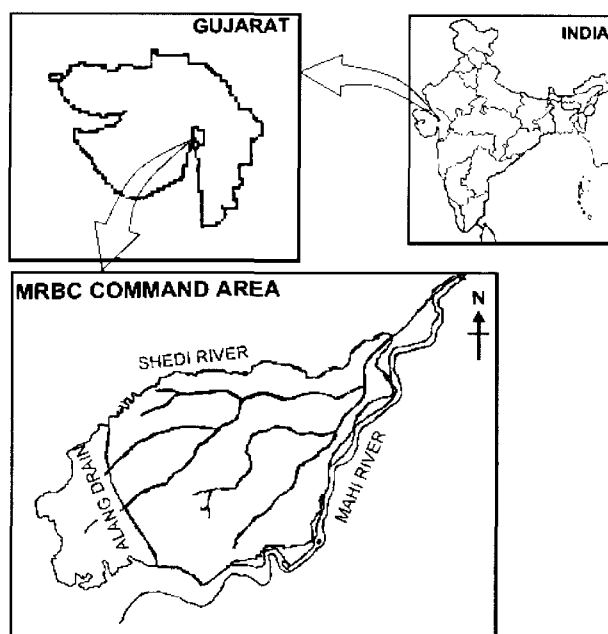 GUJARAT
INDIA
MRBC COMMAND AREA
N
SHEDI RIVER
ALANG DRAIN
MAHI RIVER